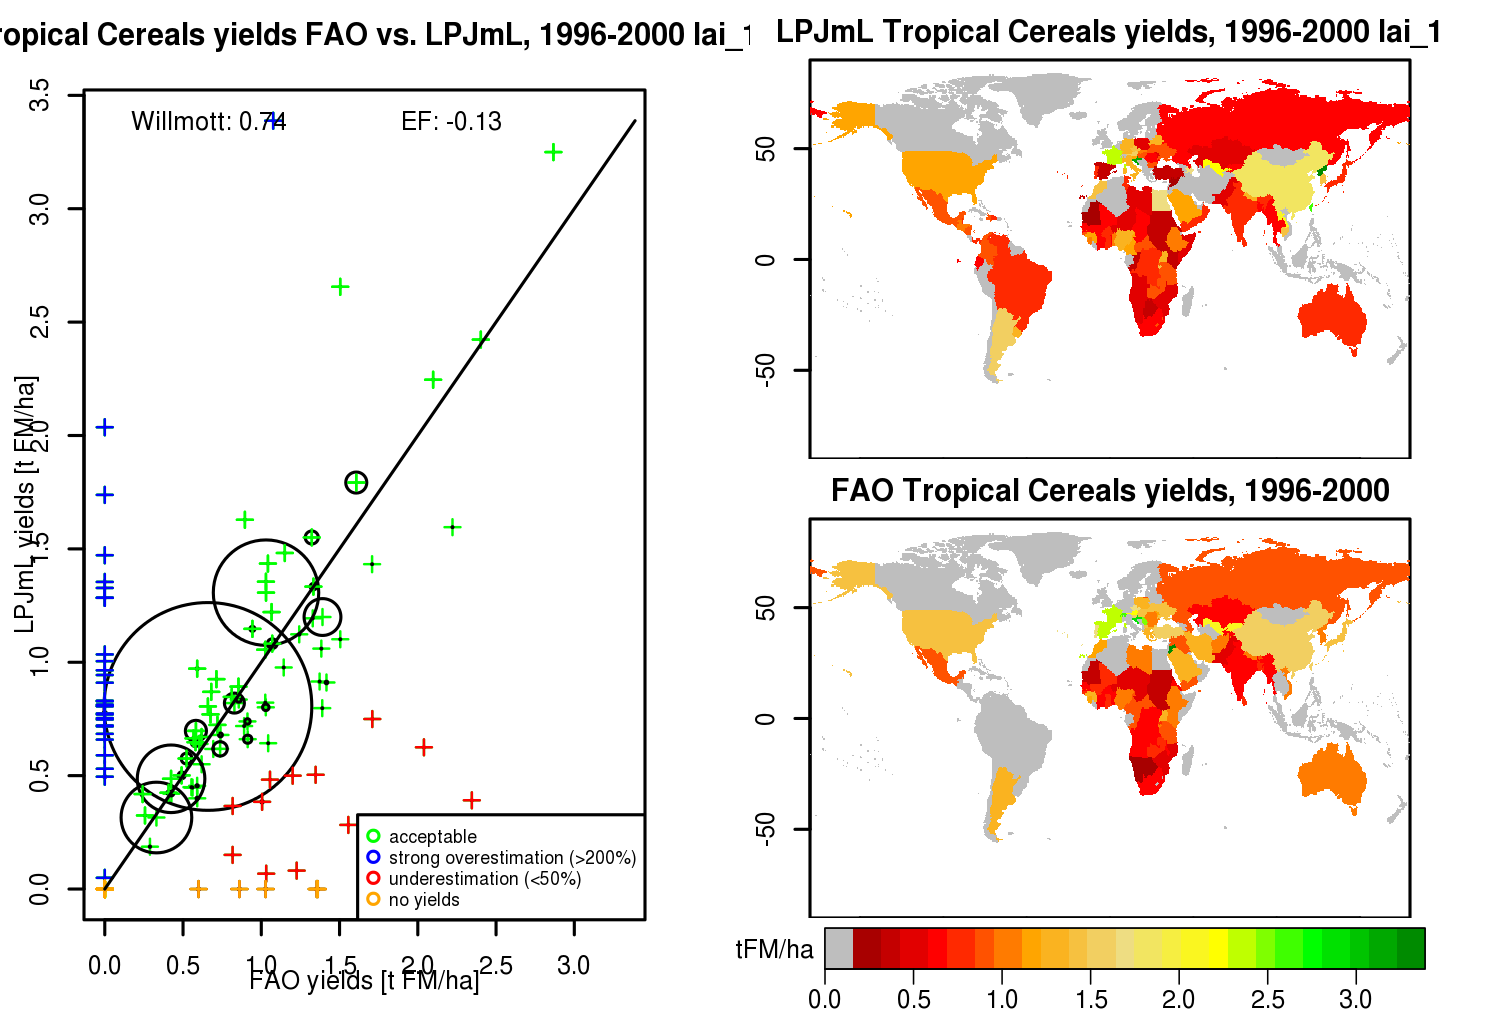 ropical Cereals yields FAO vs. LPJmL, 1996-2000 lai_1
Willmott: 0.74
EF: -0.13
3.5
3.0
2.5
2.0
1.5
1.0
0.5
0.0
LPJmL yields [t FM/ha]
acceptable
strong overestimation (>200%)
underestimation (<50%)
no yields
0.0 0.5 1.0 1.5 2.0 2.5 3.0
FAO yields [t FM/ha]
LPJmL Tropical Cereals yields, 1996-2000 lai_1
50
0
-50
FAO Tropical Cereals yields, 1996-2000
50
0
-50
tFM/ha
0.0 0.5 1.0 1.5 2.0 2.5 3.0